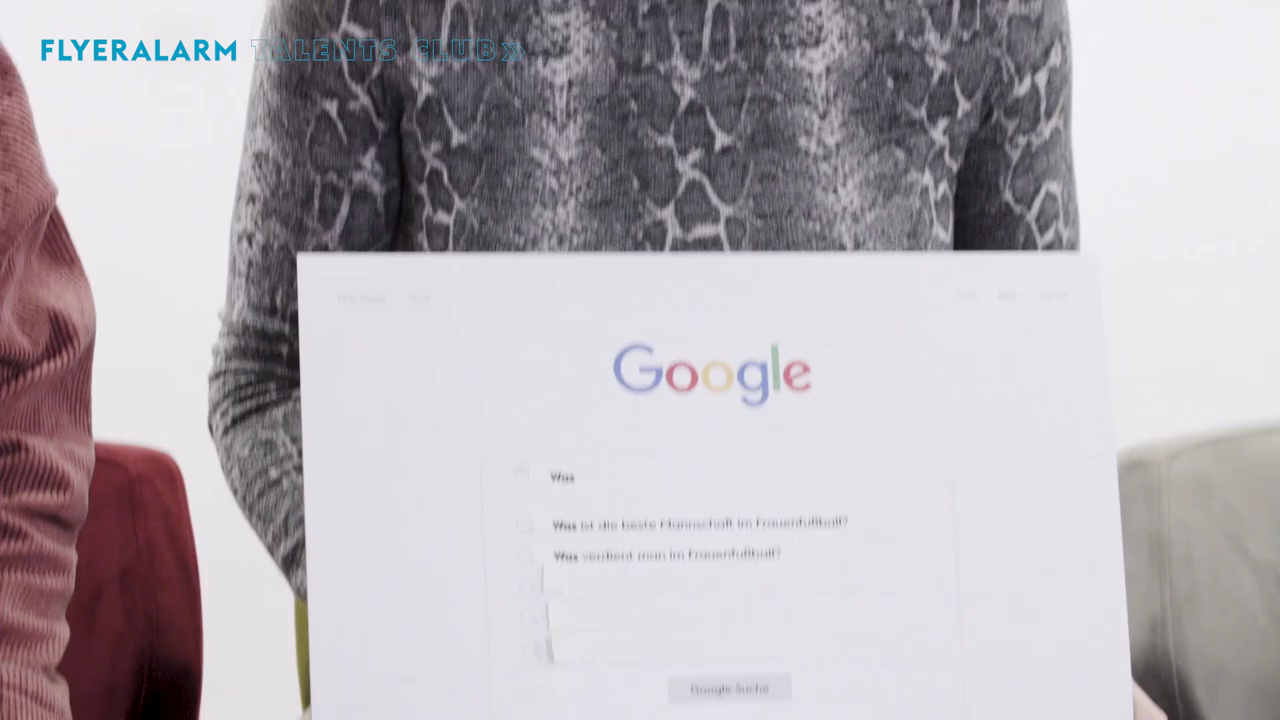 FLYERALARM TALENTS CLUB»
Google
Was
Was ist die beste Mannschaft im Frauenfußball?
Was verdient man im Frauenfußball?
Google-Suche